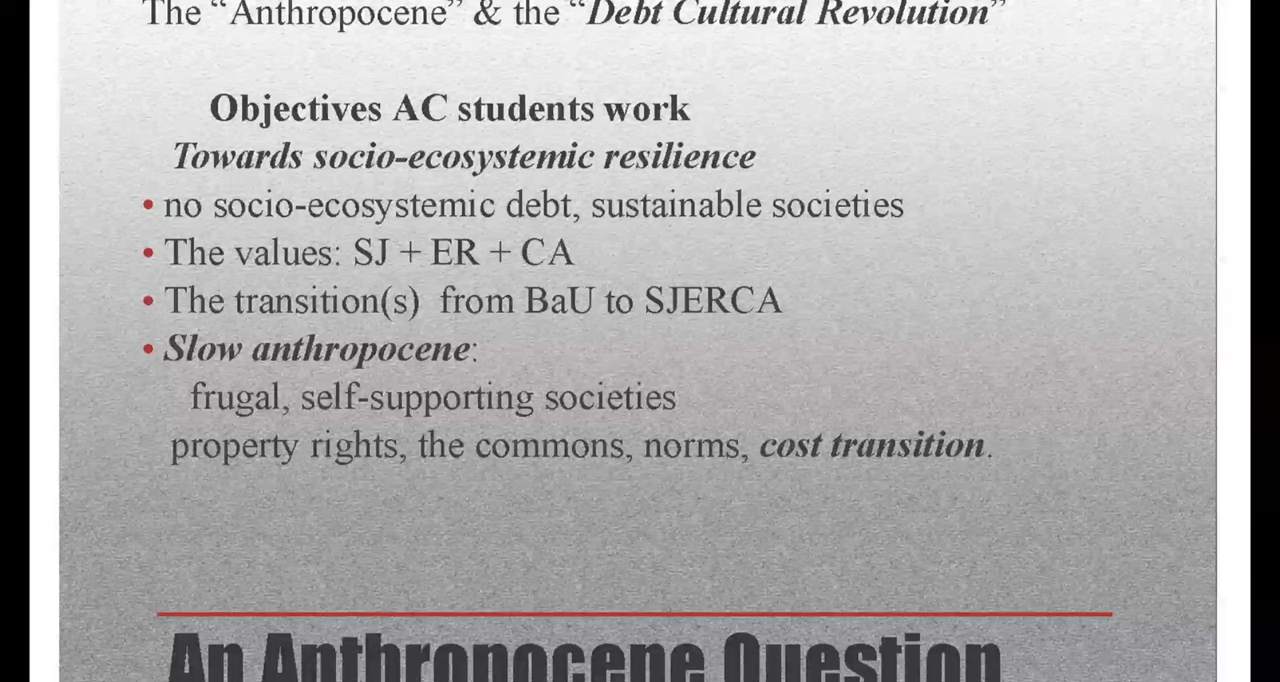 The “Anthropocene” & the “Debt Cultural Revolution”
Objectives AC students work
Towards socio-ecosystemic resilience
• no socio-ecosystemic debt, sustainable societies
• The values: SJ + ER + CA
• The transition(s) from BaU to SJERCA
• Slow anthropocene:
frugal, self-supporting societies
property rights, the commons, norms, cost transition.
An Anthropocene Question